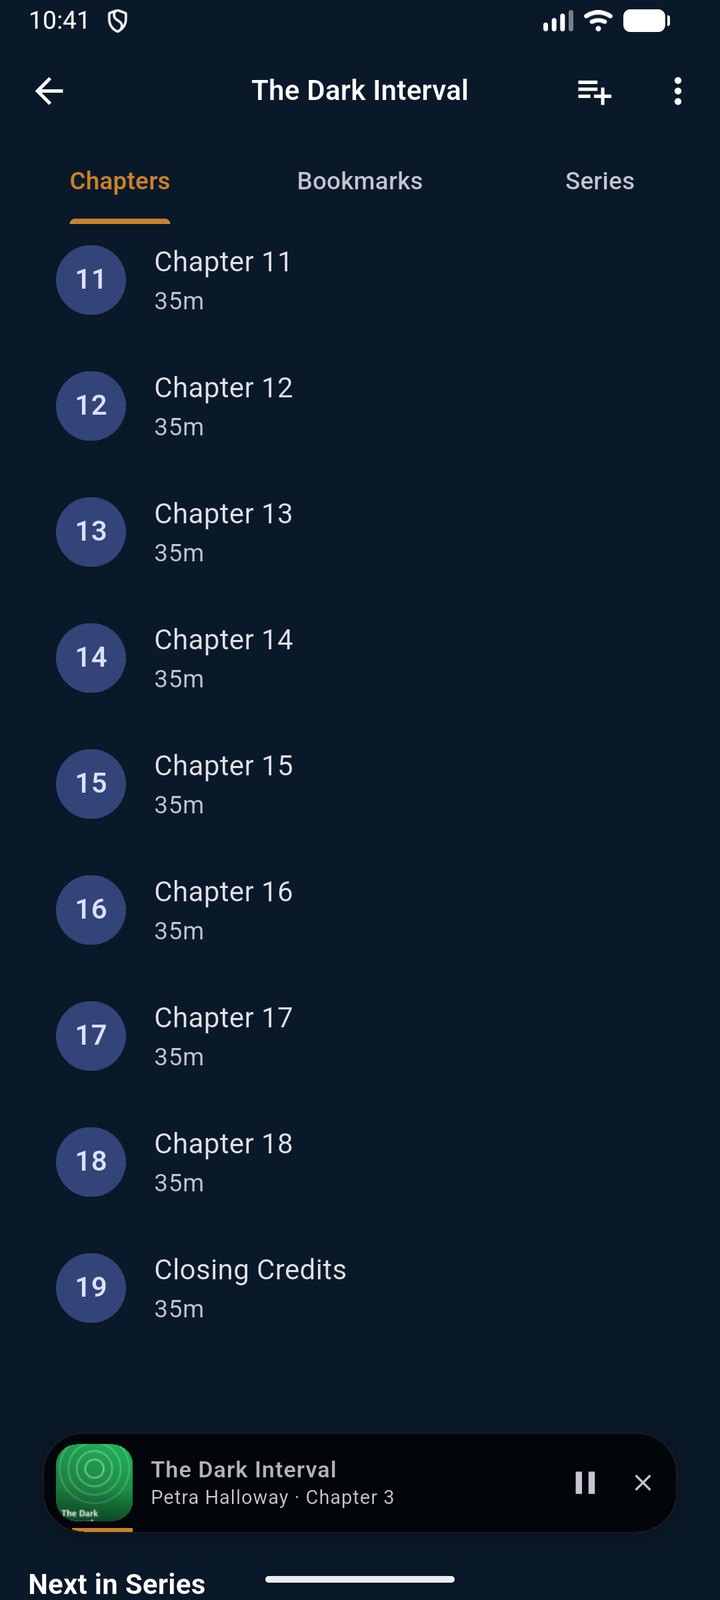 10:41
The Dark Interval
Chapters
Bookmarks
Series
11
Chapter 11
35m
12
Chapter 12
35m
13
Chapter 13
35m
14
Chapter 14
35m
15
Chapter 15
35m
16
Chapter 16
35m
17
Chapter 17
35m
18
Chapter 18
35m
19
Closing Credits
35m
The Dark
The Dark Interval
Petra Halloway · Chapter 3
Next in Series